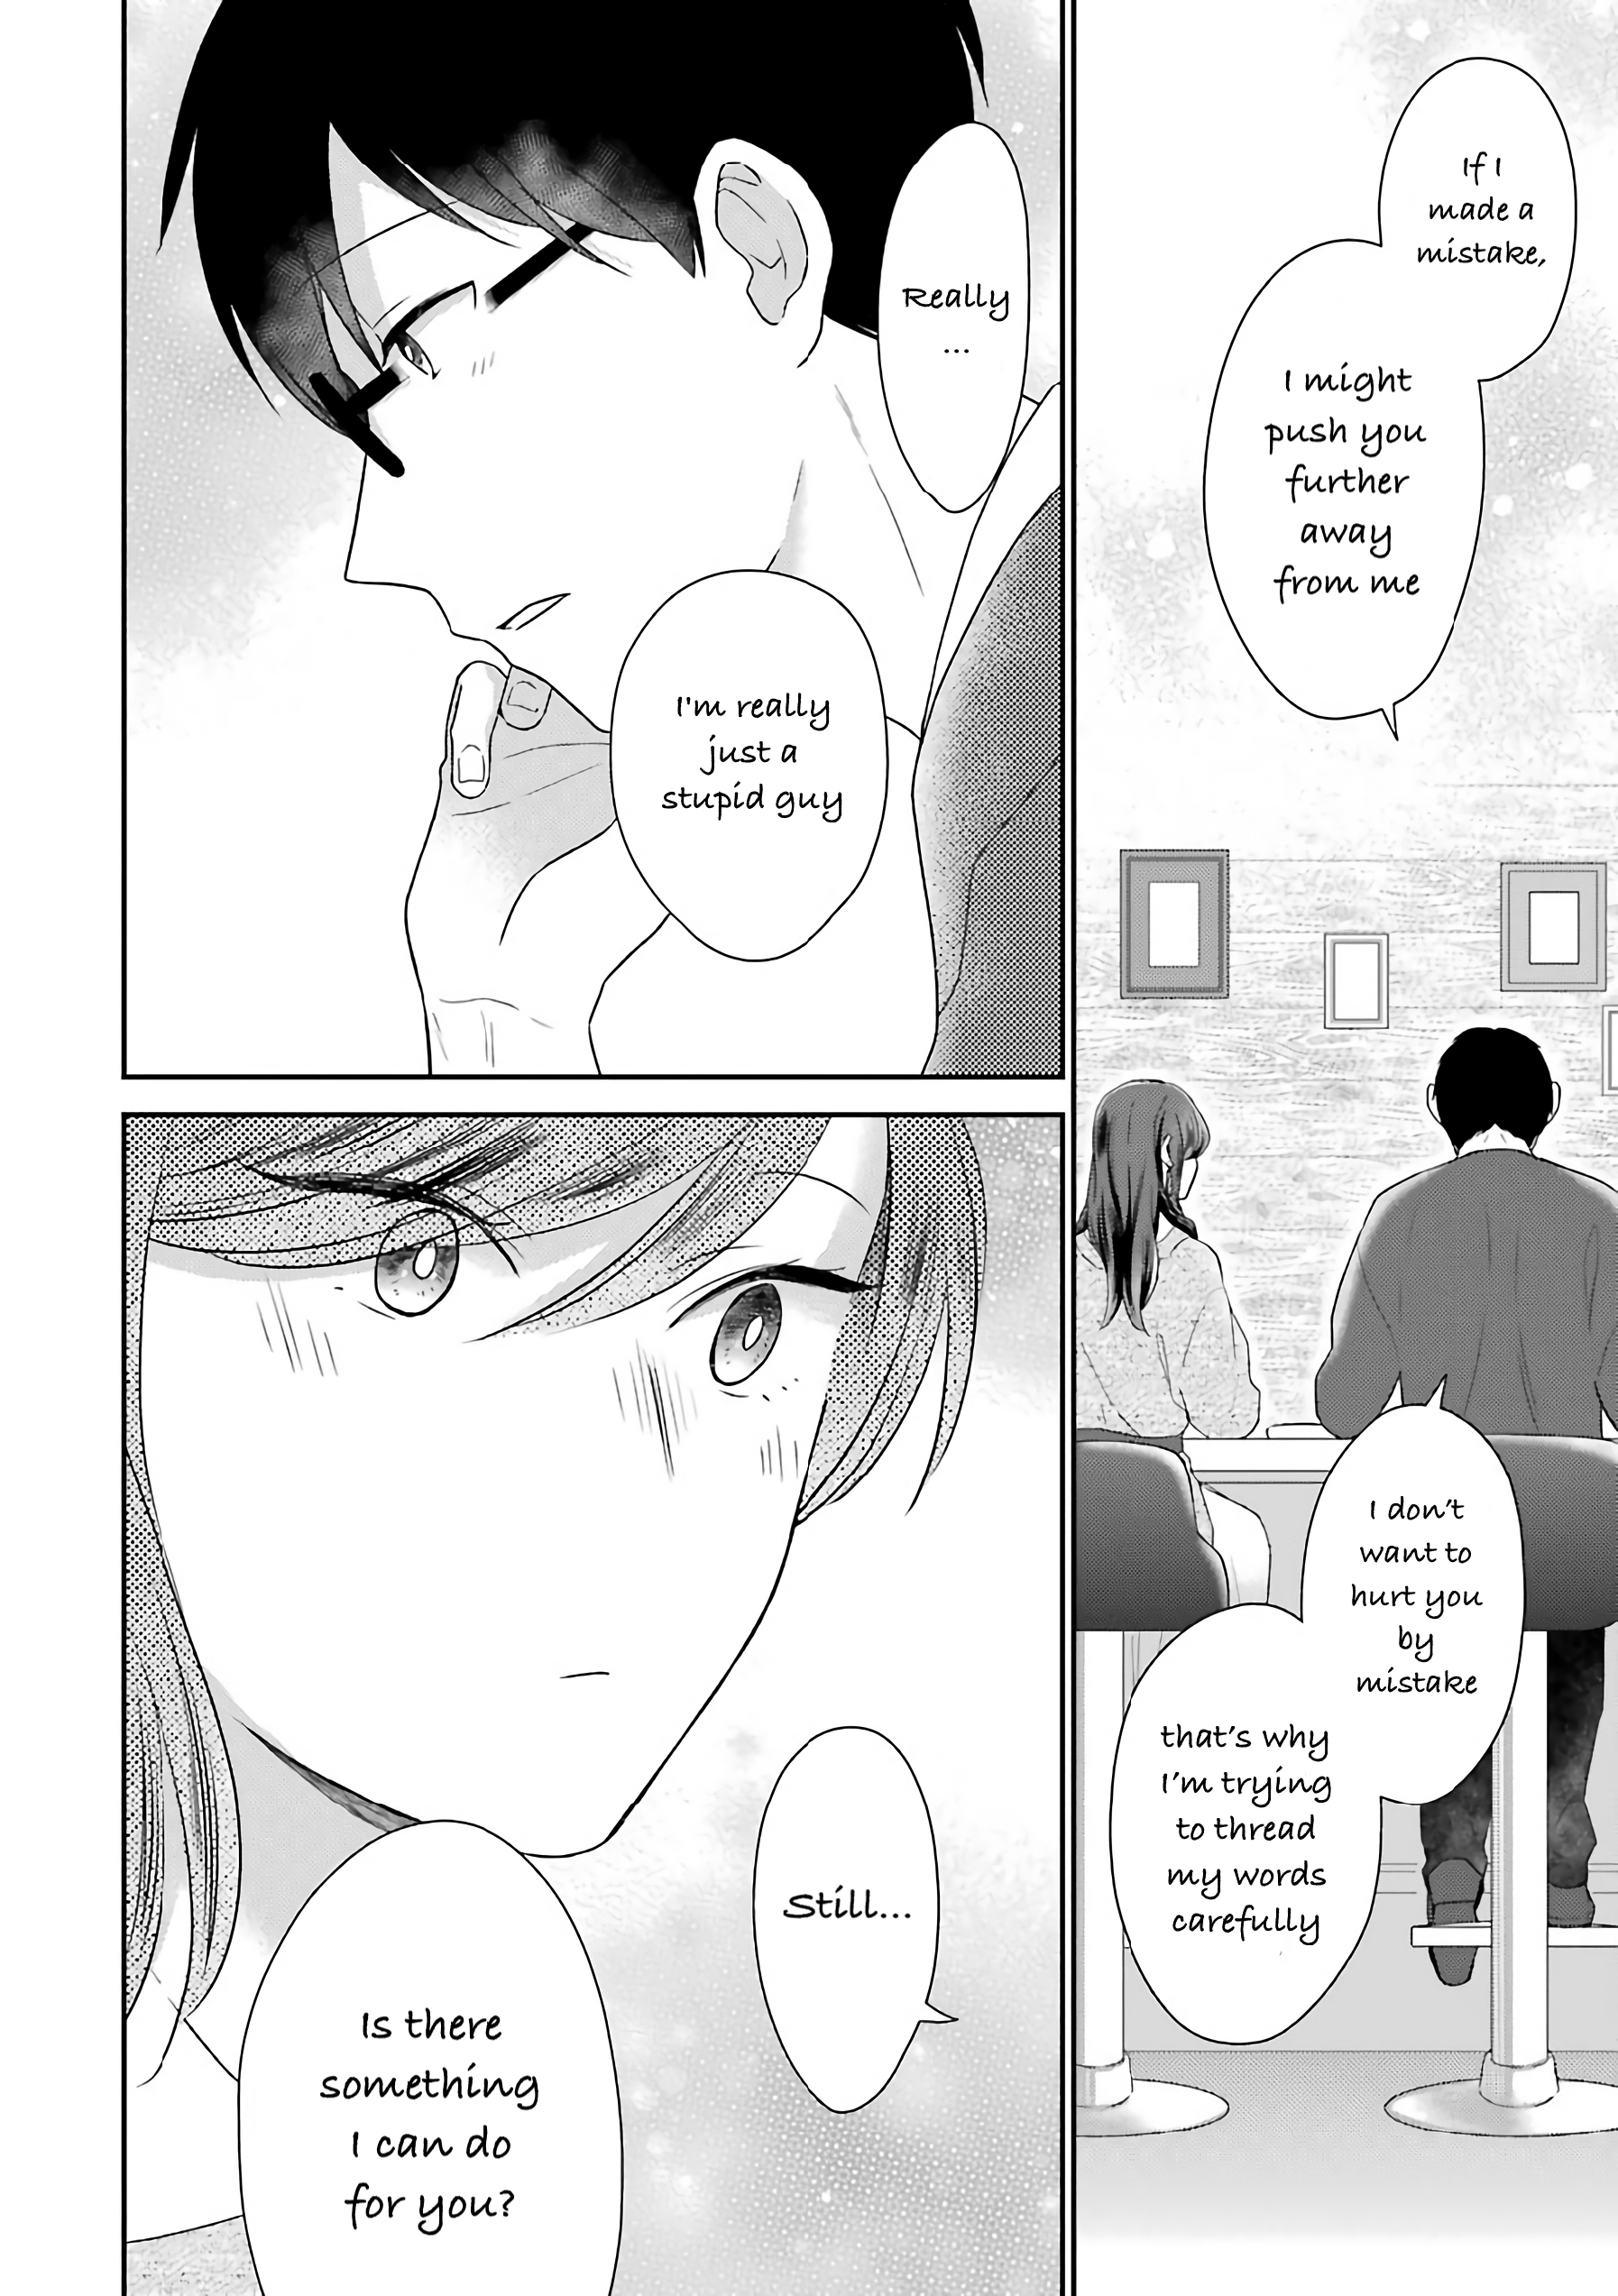 If I
made a
mistake,
I might
push you
further
away
from me
I don't
want to
hurt you
by
mistake
that's why
I'm trying
to thread
my words
carefully
Really
...
I'm really
just a
stupid guy
Still...
Is there
something
I can do
for you?